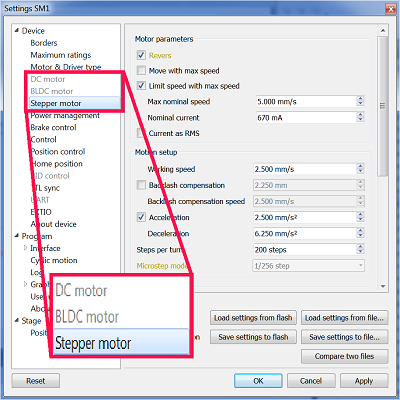 Settings SM1
Device
Borders
Maximum ratings
Motor & Driver type
DC motor
BLDC motor
Stepper motor
Power management
Brake control
Control
Position control
Home position
control
sync
UART
EXTIO
About device
Program
Interface
Cyclic motion
Log
Stage
DC motor
BLDC motor
Stepper motor
Motor parameters
Revers
Move with max speed
Limit speed with max speed
Max nominal speed 5.000 mm/s
Nominal current 670 mA
Current as RMS
Motion setup
Working speed 2.500 mm/s
Backlash compensation 2.250 mm
Backlash compensation speed 2.500 mm/s
Acceleration 2.500 mm/s²
Deceleration 6.250 mm/s²
Steps per turn 200 steps
Microstep mode 1/256 step
Load settings from flash Load settings from file...
Save settings to flash Save settings to file...
Compare two files
Reset OK Cancel Apply